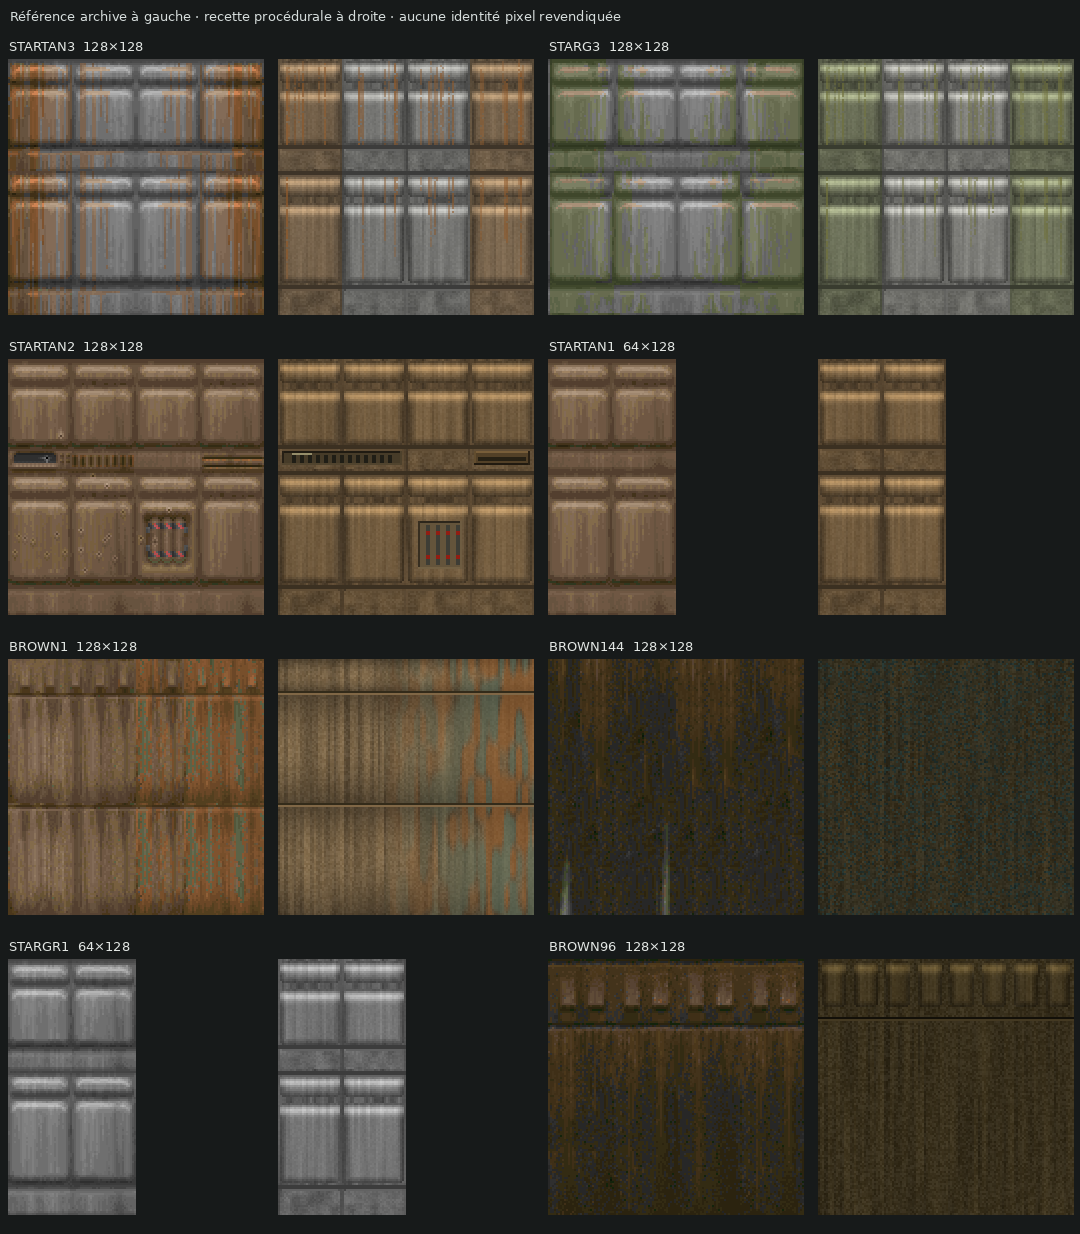 Référence archive à gauche · recette procédurale à droite · aucune identité pixel revendiquée
STARTAN3 128×128
STARG3 128×128
STARTAN2 128×128
STARTAN1 64×128
BROWN1 128×128
BROWN144 128×128
STARGR1 64×128
BROWN96 128×128